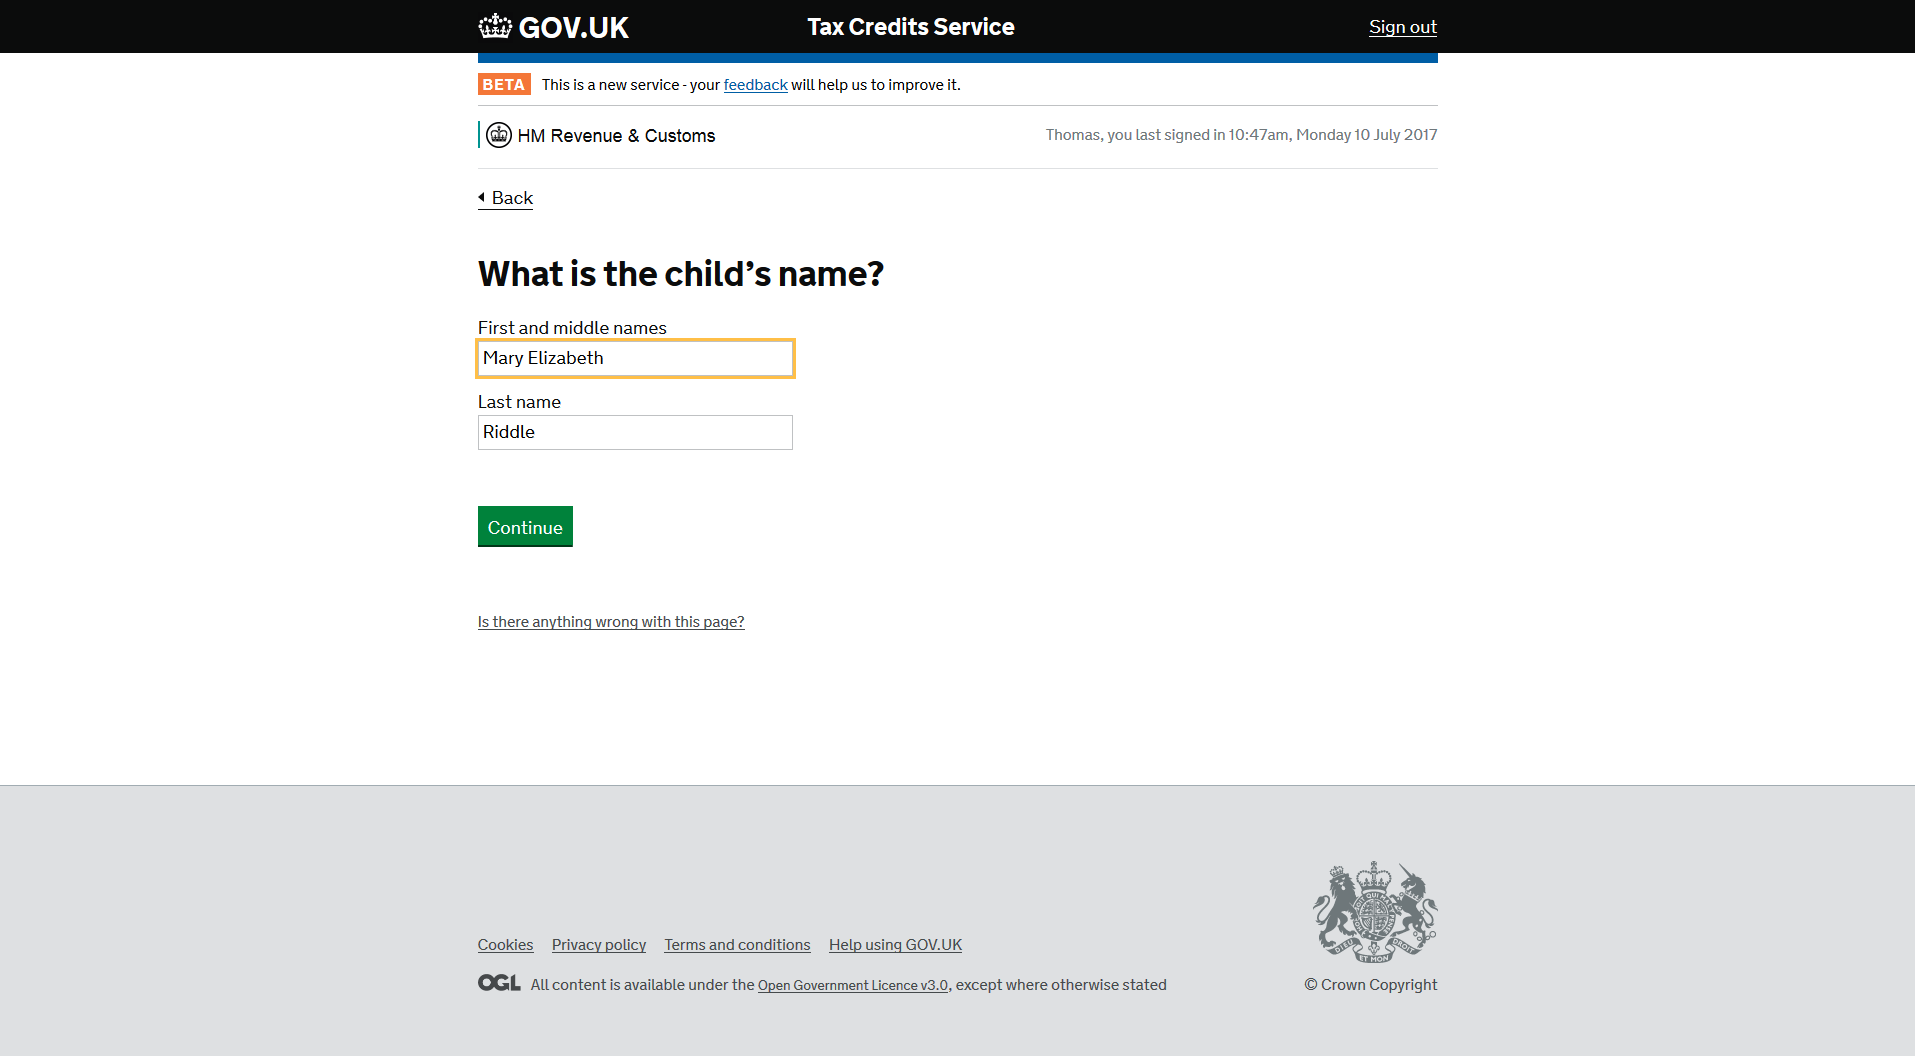 GOV.UK Tax Credits Service Sign out
BETA This is a new service - your feedback will help us to improve it.
HM Revenue & Customs Thomas, you last signed in 10:47am, Monday 10 July 2017
Back
What is the child’s name?
First and middle names
Mary Elizabeth
Last name
Riddle
Continue
Is there anything wrong with this page?
Cookies Privacy policy Terms and conditions Help using GOV.UK
DIEU ET MON DROIT
OGL All content is available under the Open Government Licence v3.0, except where otherwise stated
© Crown Copyright